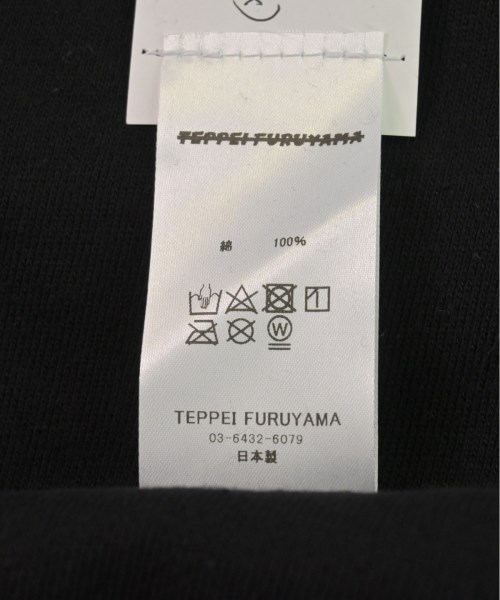 TEPPEI FURUYAMA
綿 100%
W
TEPPEI FURUYAMA
03-6432-6079
日本製